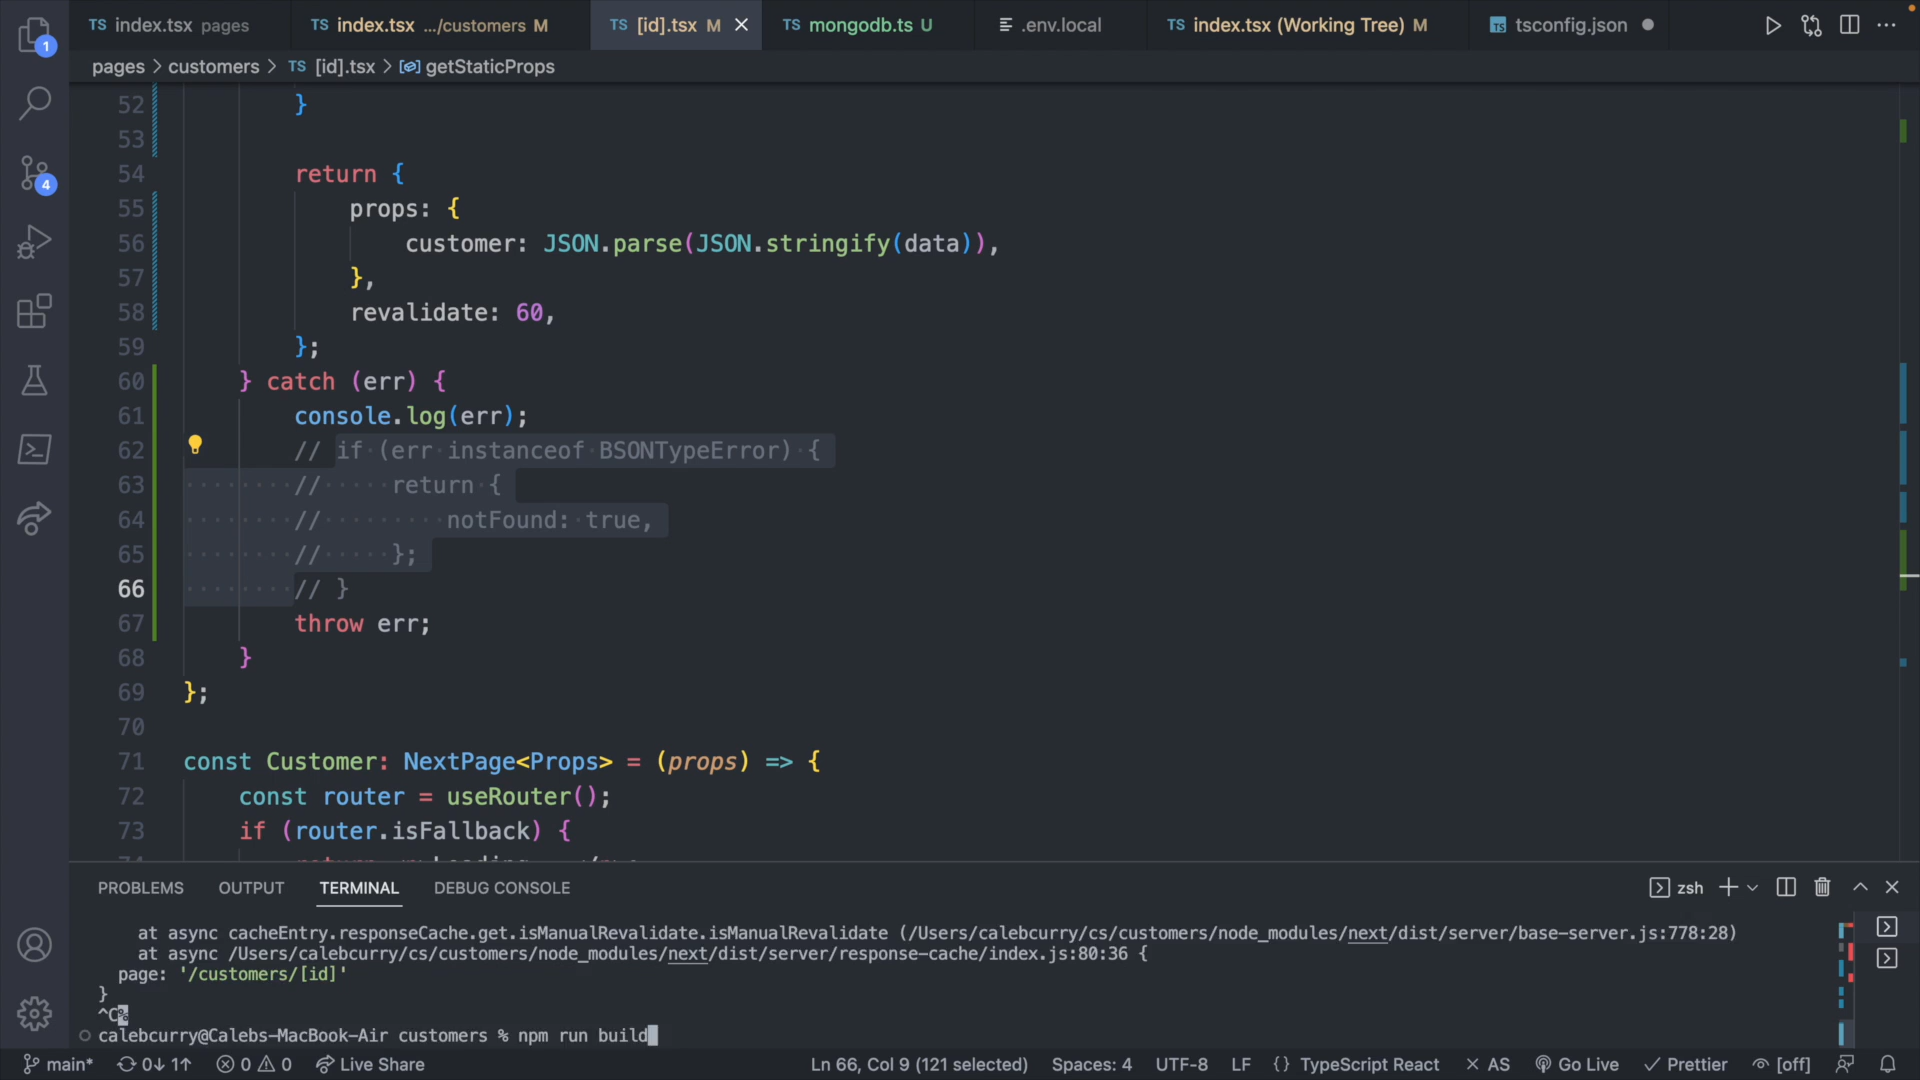 index.tsx pages
index.tsx .../customers M
[id].tsx M
mongodb.ts U
.env.local
index.tsx (Working Tree) M
tsconfig.json
pages > customers > TS [id].tsx > getStaticProps
52 }
53
54 return {
55 props: {
56 customer: JSON.parse(JSON.stringify(data)),
57 },
58 revalidate: 60,
59 };
60 } catch (err) {
61 console.log(err);
62 // if (err instanceof BSONTypeError) {
63 // return {
64 // notFound: true,
65 // };
66 // }
67 throw err;
68 }
69 };
70
71 const Customer: NextPage<Props> = (props) => {
72 const router = useRouter();
73 if (router.isFallback) {
PROBLEMS OUTPUT TERMINAL DEBUG CONSOLE
zsh
at async cacheEntry.responseCache.get.isManualRevalidate.isManualRevalidate (/Users/calebcurry/cs/customers/node_modules/next/dist/server/base-server.js:778:28)
at async /Users/calebcurry/cs/customers/node_modules/next/dist/server/response-cache/index.js:80:36 {
page: '/customers/[id]'
}
^C%
calebcurry@Calebs-MacBook-Air customers % npm run build
main* 0↓ 1↑ 0 0 Live Share Ln 66, Col 9 (121 selected) Spaces: 4 UTF-8 LF {} TypeScript React AS Go Live Prettier [off]
1
4